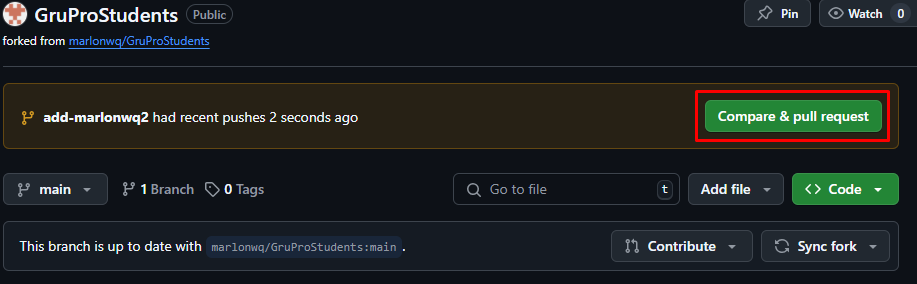 GruProStudents Public Pin Watch 0
forked from marlonwq/GruProStudents
add-marlonwq2 had recent pushes 2 seconds ago Compare & pull request
main 1 Branch 0 Tags Go to file t Add file Code
This branch is up to date with marlonwq/GruProStudents:main. Contribute Sync fork